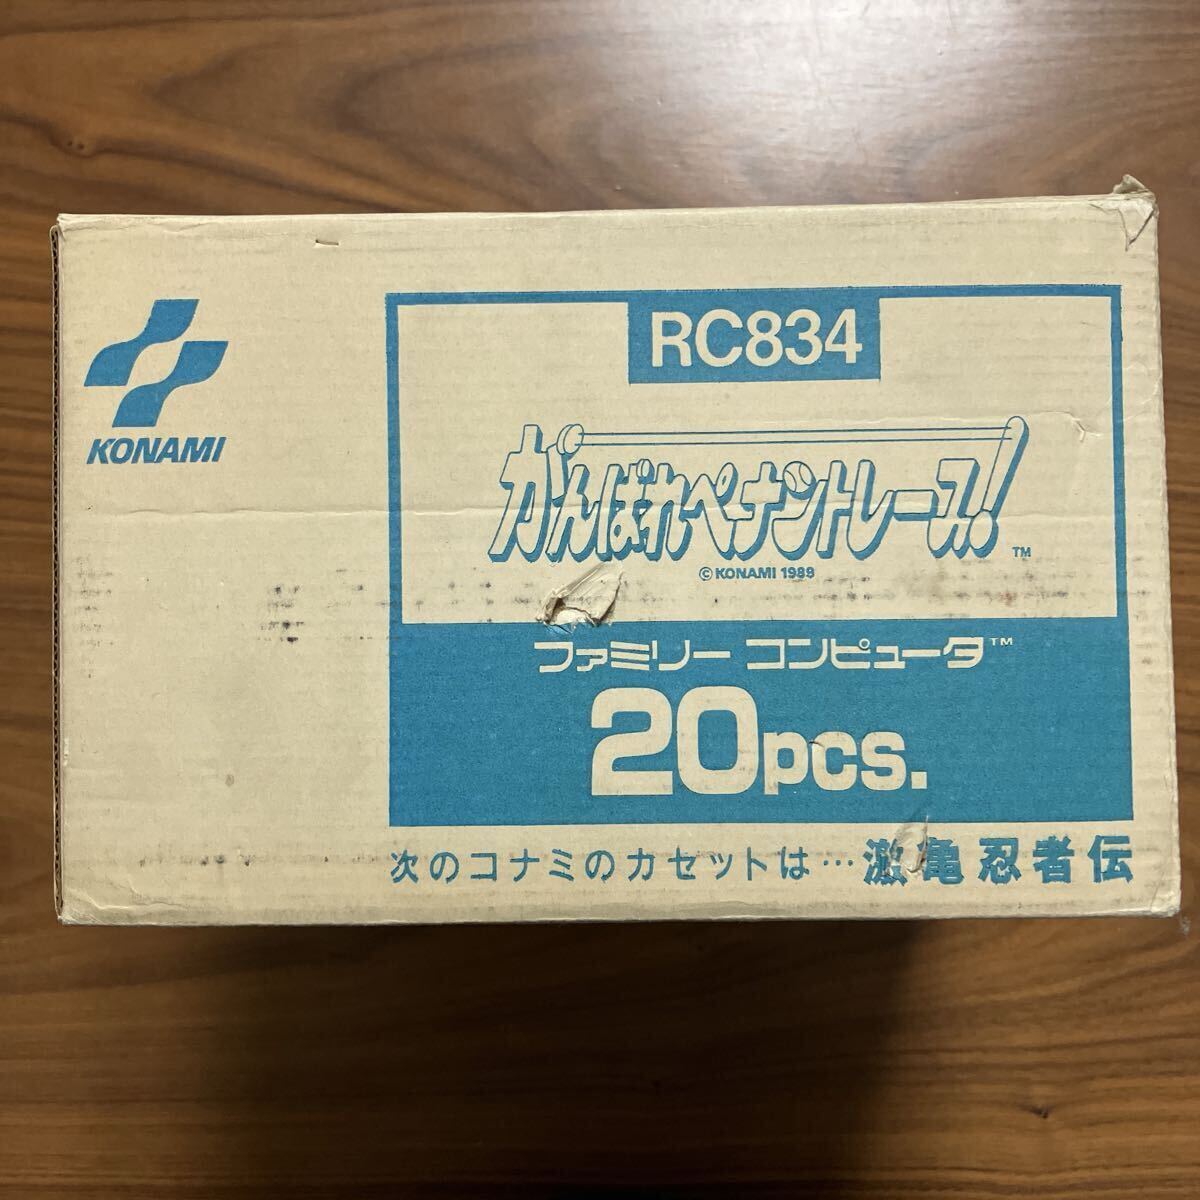 KONAMI
RC834
がんばれペナントレース!
TM
© KONAMI 1989
ファミリー コンピュータ™
20pcs.
次のコナミのカセットは…激亀忍者伝